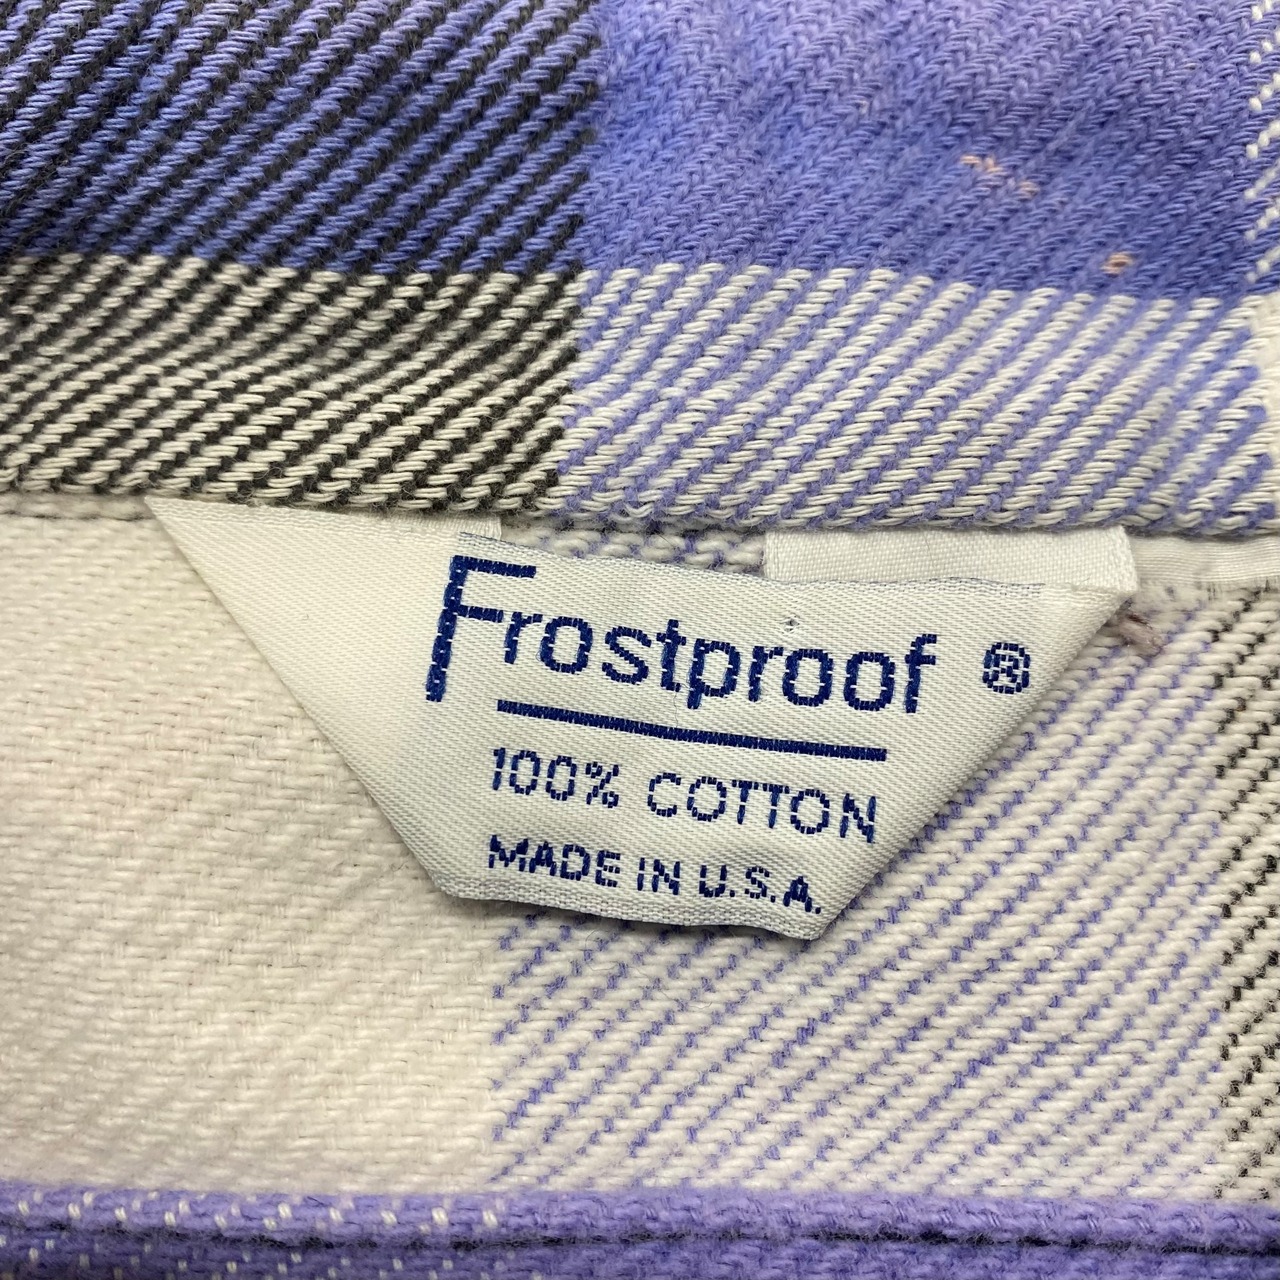 Frostproof ®
100% COTTON
MADE IN U.S.A.